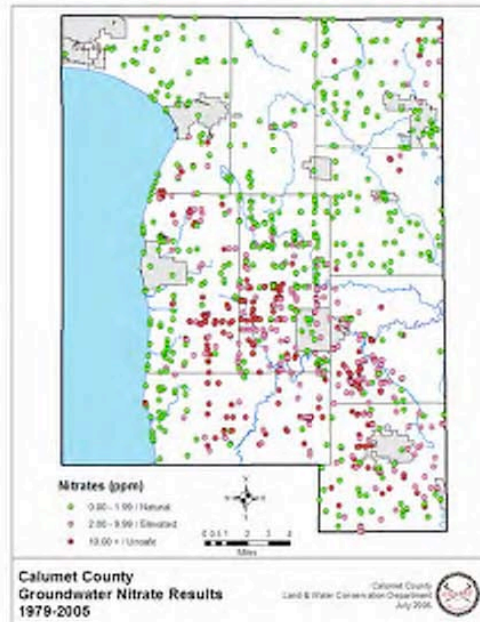 Nitrates (ppm)
0.00 - 1.99 / Natural
2.00 - 9.99 / Elevated
10.00 + / Unsafe
Miles
Calumet County
Groundwater Nitrate Results
1979-2005
Calumet County
Land & Water Conservation Department
July 2006